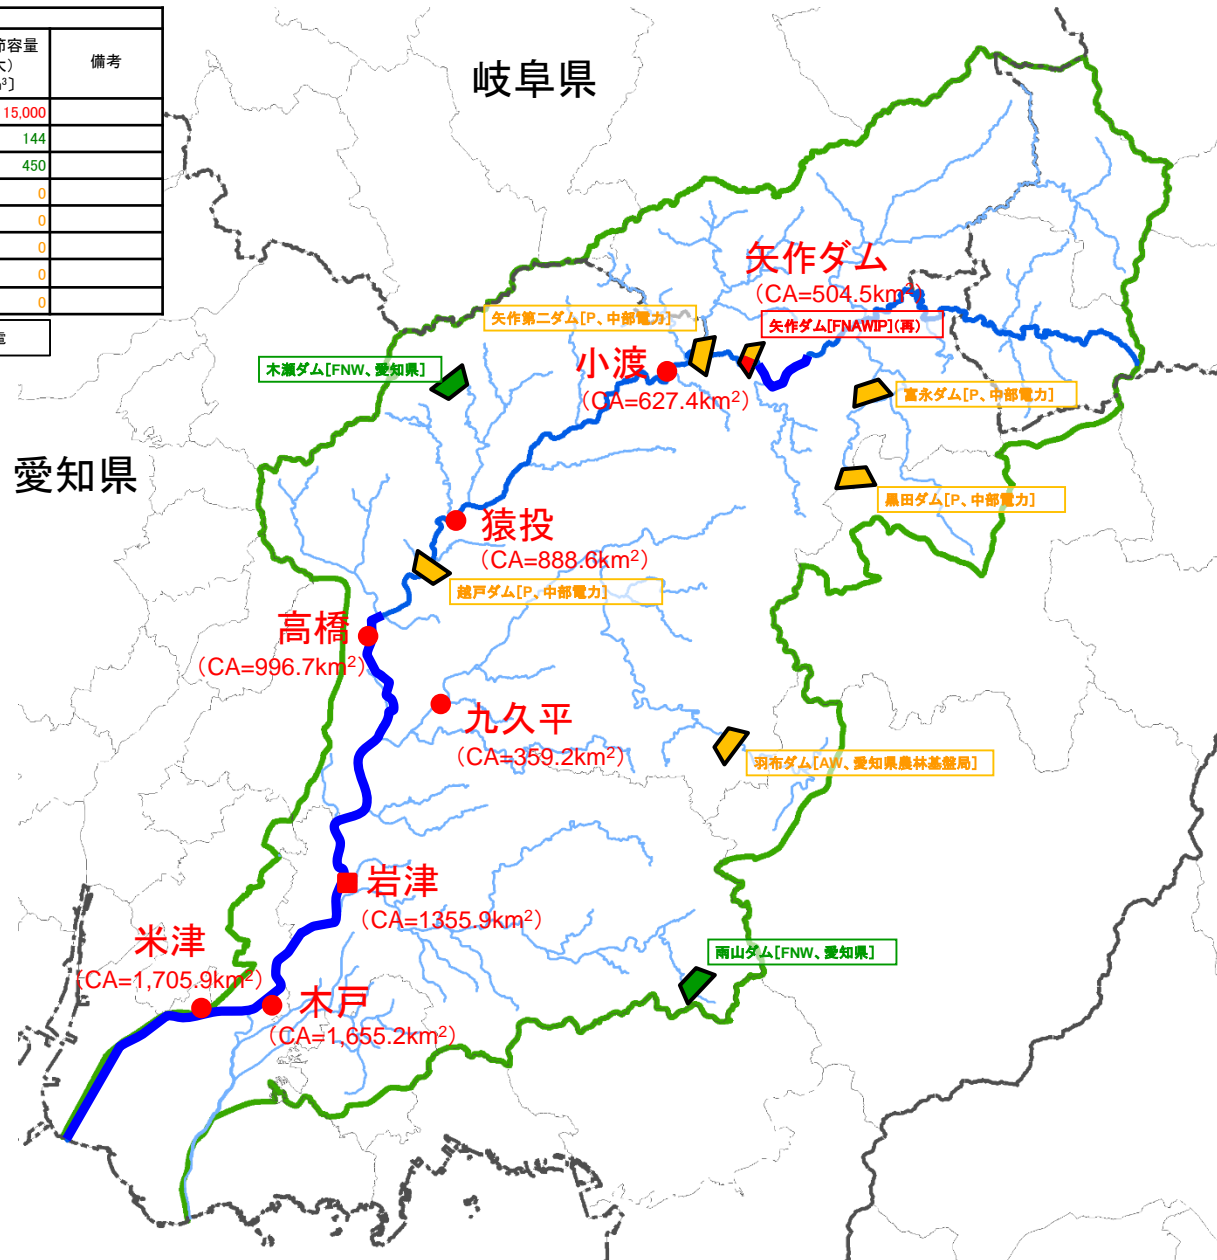 節容量
大）
m³]
備考
15,000
144
450
0
0
0
0
0
岐阜県
愛知県
矢作ダム
（CA=504.5km²）
矢作第二ダム[P、中部電力]
矢作ダム[FNAWIP](再)
木瀬ダム[FNW、愛知県]
小渡
（CA=627.4km²）
富永ダム[P、中部電力]
黒田ダム[P、中部電力]
猿投
（CA=888.6km²）
越戸ダム[P、中部電力]
高橋
（CA=996.7km²）
九久平
（CA=359.2km²）
羽布ダム[AW、愛知県農林基盤局]
岩津
（CA=1355.9km²）
米津
（CA=1,705.9km²）
雨山ダム[FNW、愛知県]
木戸
（CA=1,655.2km²）